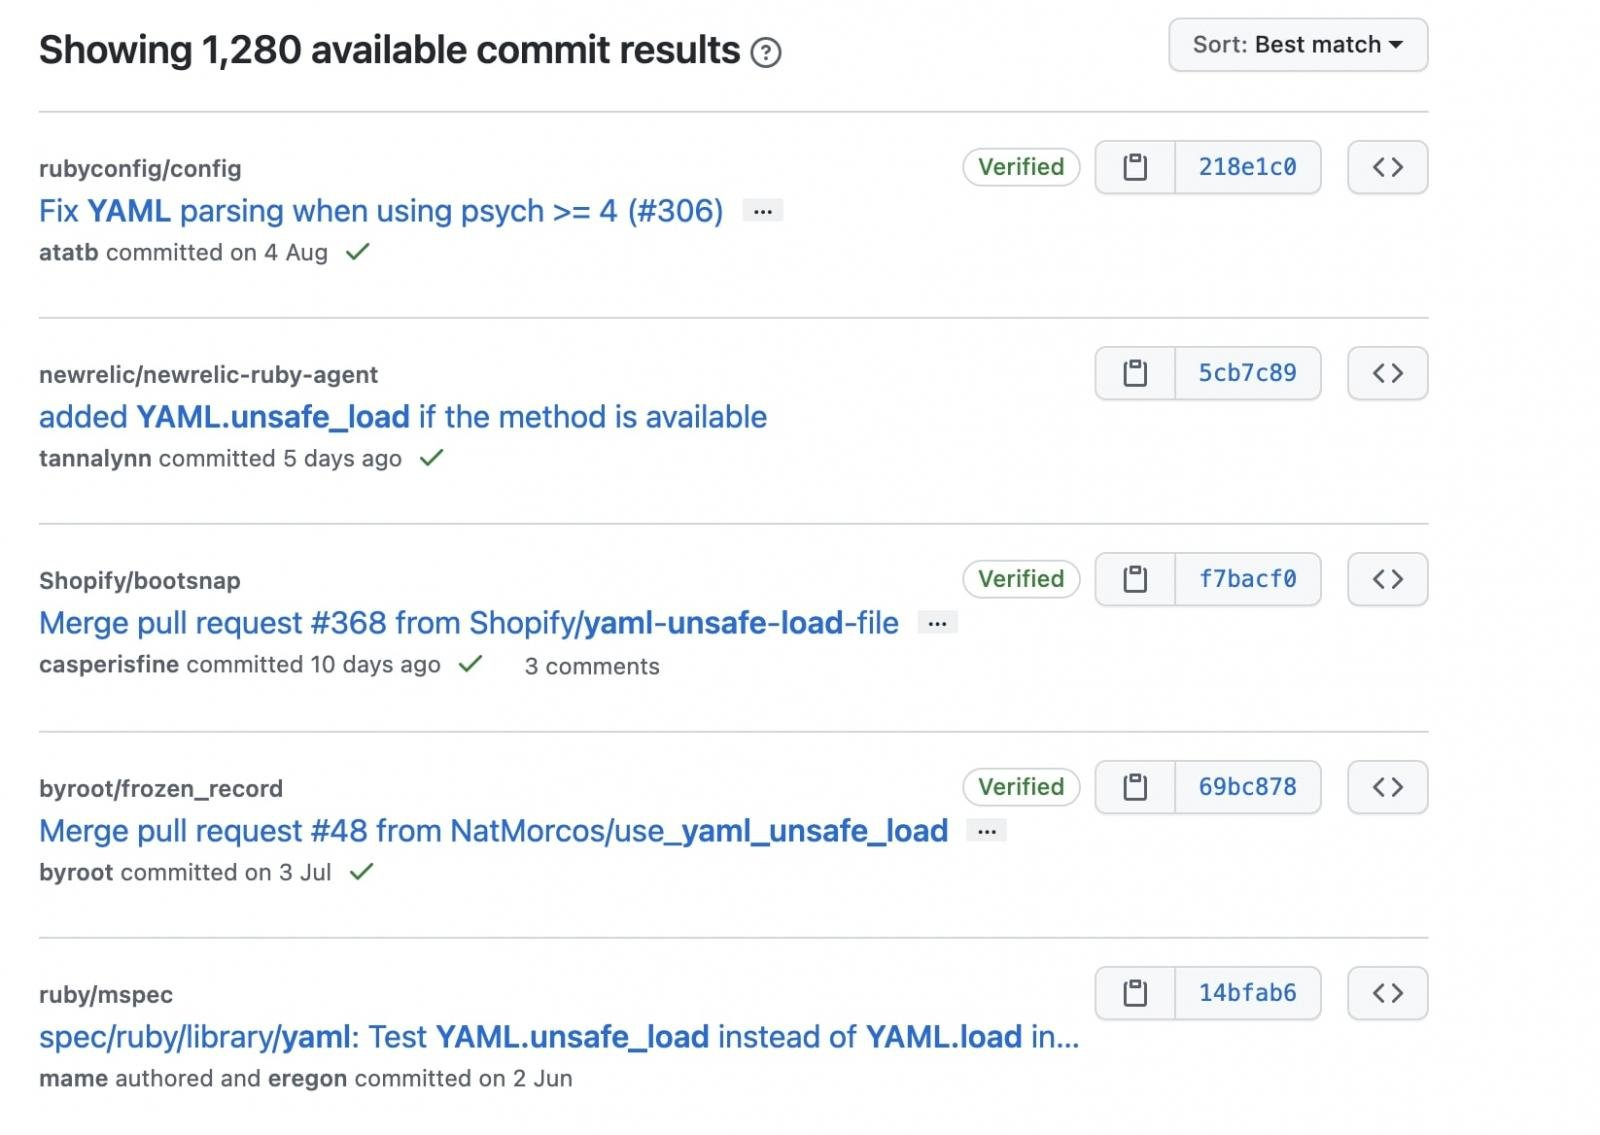 Showing 1,280 available commit results
Sort: Best match
rubyconfig/config
Verified
218e1c0
Fix YAML parsing when using psych >= 4 (#306) ...
atatb committed on 4 Aug
newrelic/newrelic-ruby-agent
5cb7c89
added YAML.unsafe_load if the method is available
tannalynn committed 5 days ago
Shopify/bootsnap
Verified
f7bacf0
Merge pull request #368 from Shopify/yaml-unsafe-load-file ...
casperisfine committed 10 days ago 3 comments
byroot/frozen_record
Verified
69bc878
Merge pull request #48 from NatMorcos/use_yaml_unsafe_load ...
byroot committed on 3 Jul
ruby/mspec
14bfab6
spec/ruby/library/yaml: Test YAML.unsafe_load instead of YAML.load in...
mame authored and eregon committed on 2 Jun